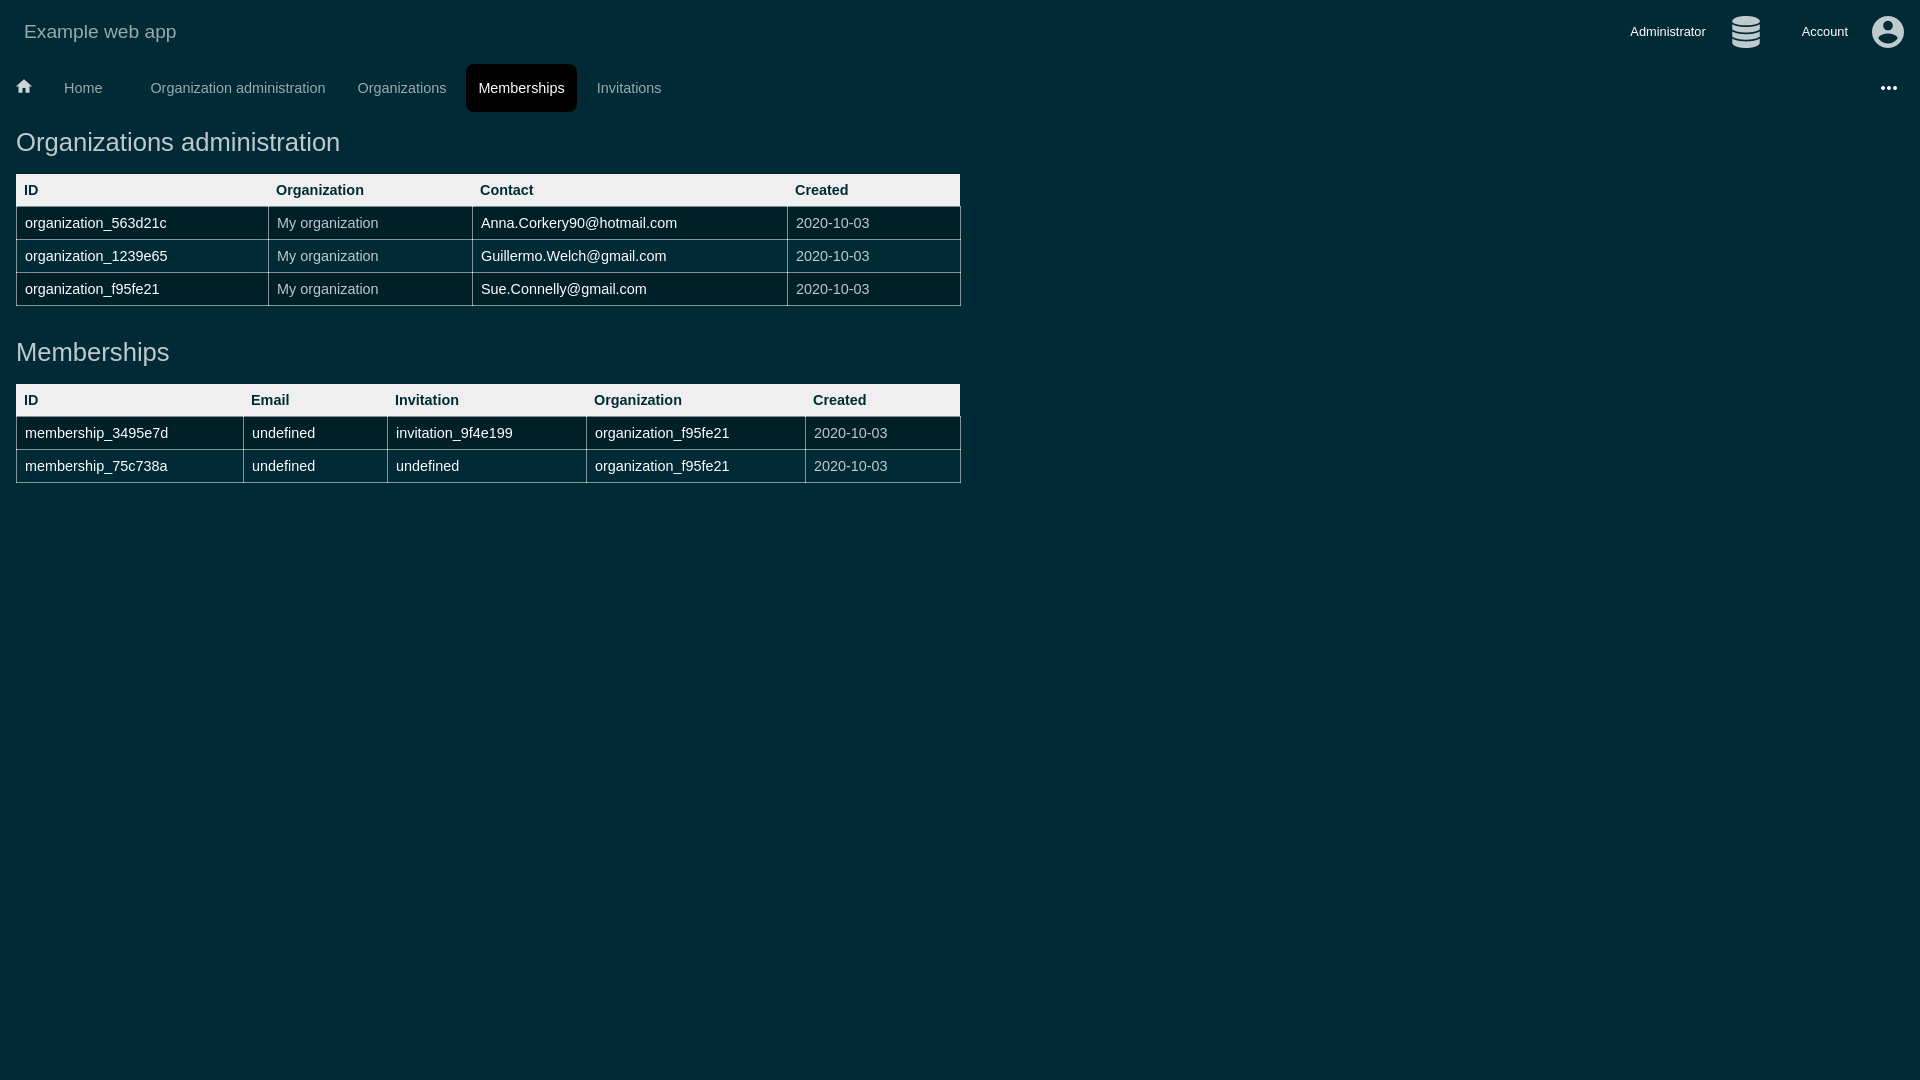 Example web app
Administrator
Account
Home
Organization administration
Organizations
Memberships
Invitations
Organizations administration
ID Organization Contact Created
organization_563d21c My organization Anna.Corkery90@hotmail.com 2020-10-03
organization_1239e65 My organization Guillermo.Welch@gmail.com 2020-10-03
organization_f95fe21 My organization Sue.Connelly@gmail.com 2020-10-03
Memberships
ID Email Invitation Organization Created
membership_3495e7d undefined invitation_9f4e199 organization_f95fe21 2020-10-03
membership_75c738a undefined undefined organization_f95fe21 2020-10-03